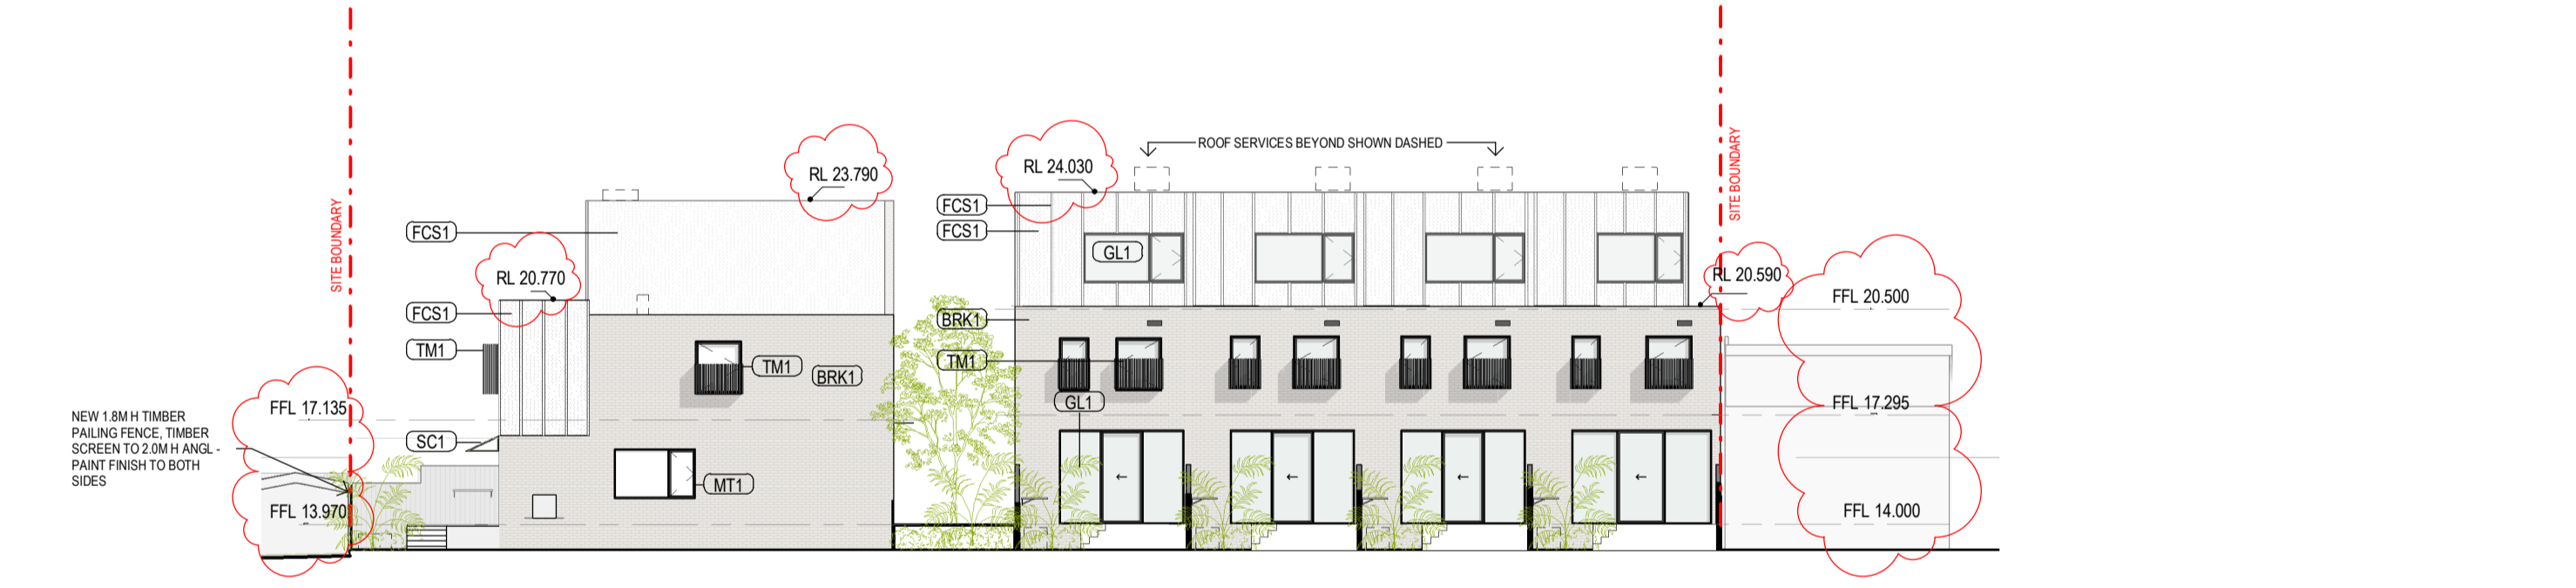 ROOF SERVICES BEYOND SHOWN DASHED
SITE BOUNDARY
SITE BOUNDARY
RL 23.790
RL 24.030
FCS1
FCS1
FCS1
GL1
RL 20.770
RL 20.590
FFL 20.500
FCS1
BRK1
TM1
TM1
BRK1
TM1
GL1
FFL 17.135
FFL 17.295
NEW 1.8M H TIMBER
PAILING FENCE, TIMBER
SCREEN TO 2.0M H ANGL -
PAINT FINISH TO BOTH
SIDES
SC1
MT1
FFL 13.970
FFL 14.000